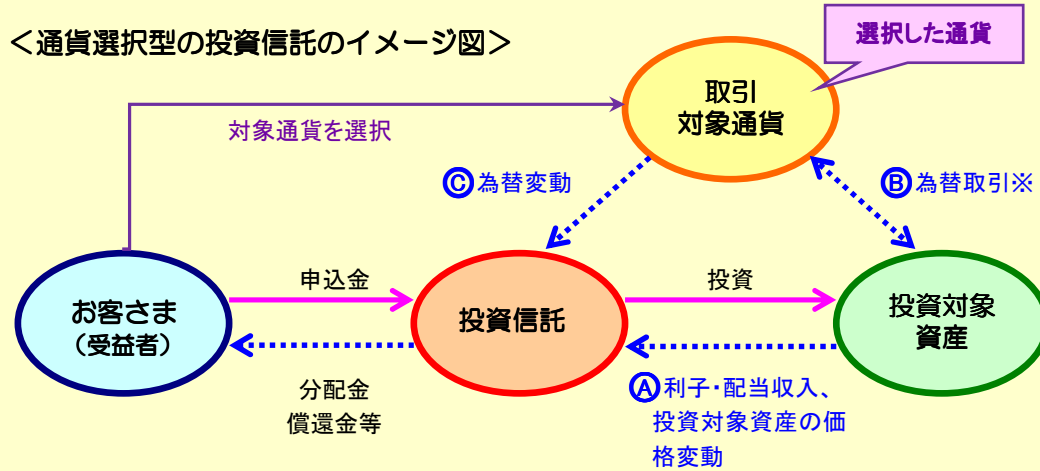 ＜通貨選択型の投資信託のイメージ図＞
選択した通貨
取引
対象通貨
対象通貨を選択
Ⓒ為替変動
Ⓑ為替取引※
お客さま
（受益者）
申込金
投資信託
投資
投資対象
資産
分配金
償還金等
Ⓐ利子・配当収入、
投資対象資産の価
格変動